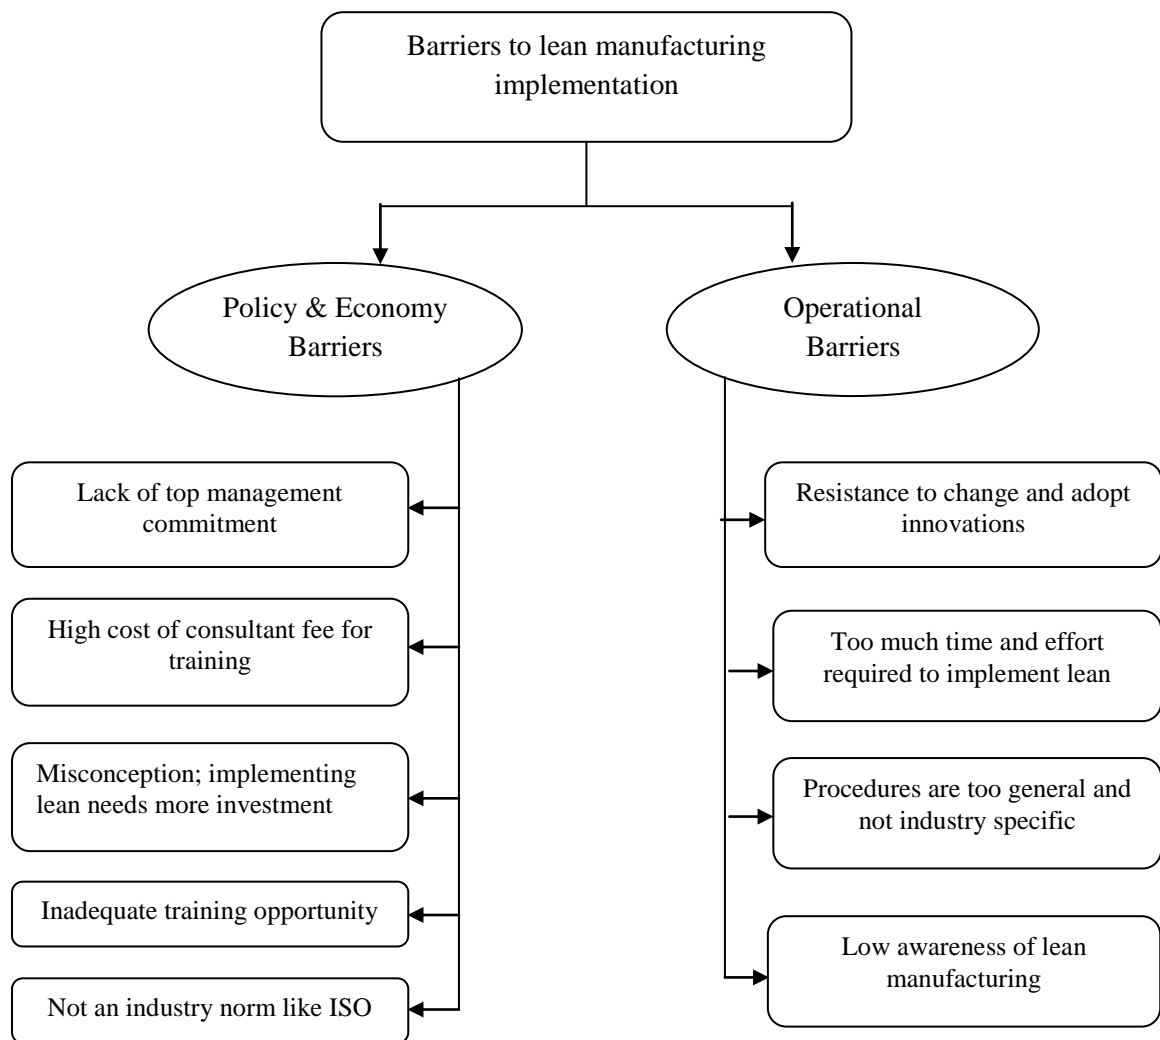 Barriers to lean manufacturing
implementation
Policy & Economy
Barriers
Operational
Barriers
Lack of top management
commitment
High cost of consultant fee for
training
Misconception; implementing
lean needs more investment
Inadequate training opportunity
Not an industry norm like ISO
Resistance to change and adopt
innovations
Too much time and effort
required to implement lean
Procedures are too general and
not industry specific
Low awareness of lean
manufacturing